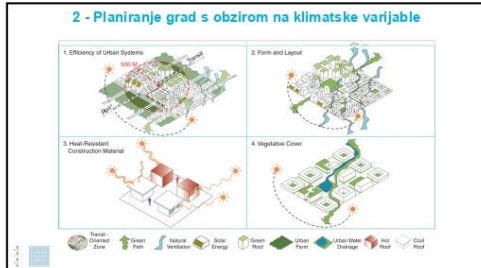 2 - Planiranje grad s obzirom na klimatske varijable
1. Efficiency of Urban Systems
Transit
800 M
Rail
2. Form and Layout
3. Heat-Resistant
Construction Material
4. Vegetative Cover
Transit -
Oriented
Zone
Green
Path
Natural
Ventilation
Solar
Energy
Green
Roof
Urban
Farm
Urban Water
Drainage
Hot
Roof
Cool
Roof